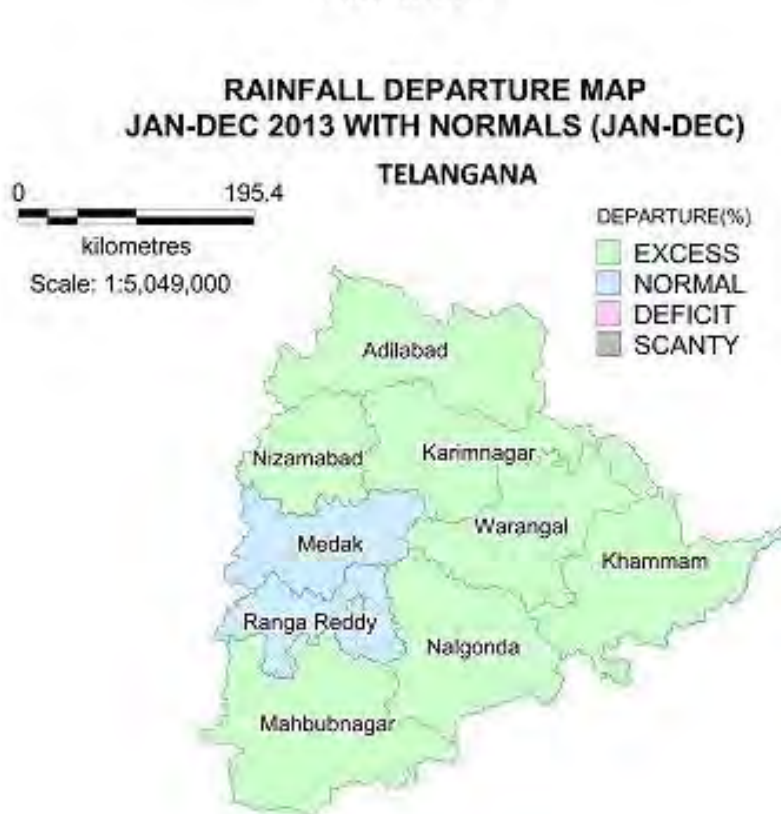 RAINFALL DEPARTURE MAP
JAN-DEC 2013 WITH NORMALS (JAN-DEC)
TELANGANA
0 195.4
kilometres
Scale: 1:5,049,000
DEPARTURE(%)
EXCESS
NORMAL
DEFICIT
SCANTY
Adilabad
Nizamabad
Karimnagar
Medak
Warangal
Khammam
Ranga Reddy
Nalgonda
Mahbubnagar